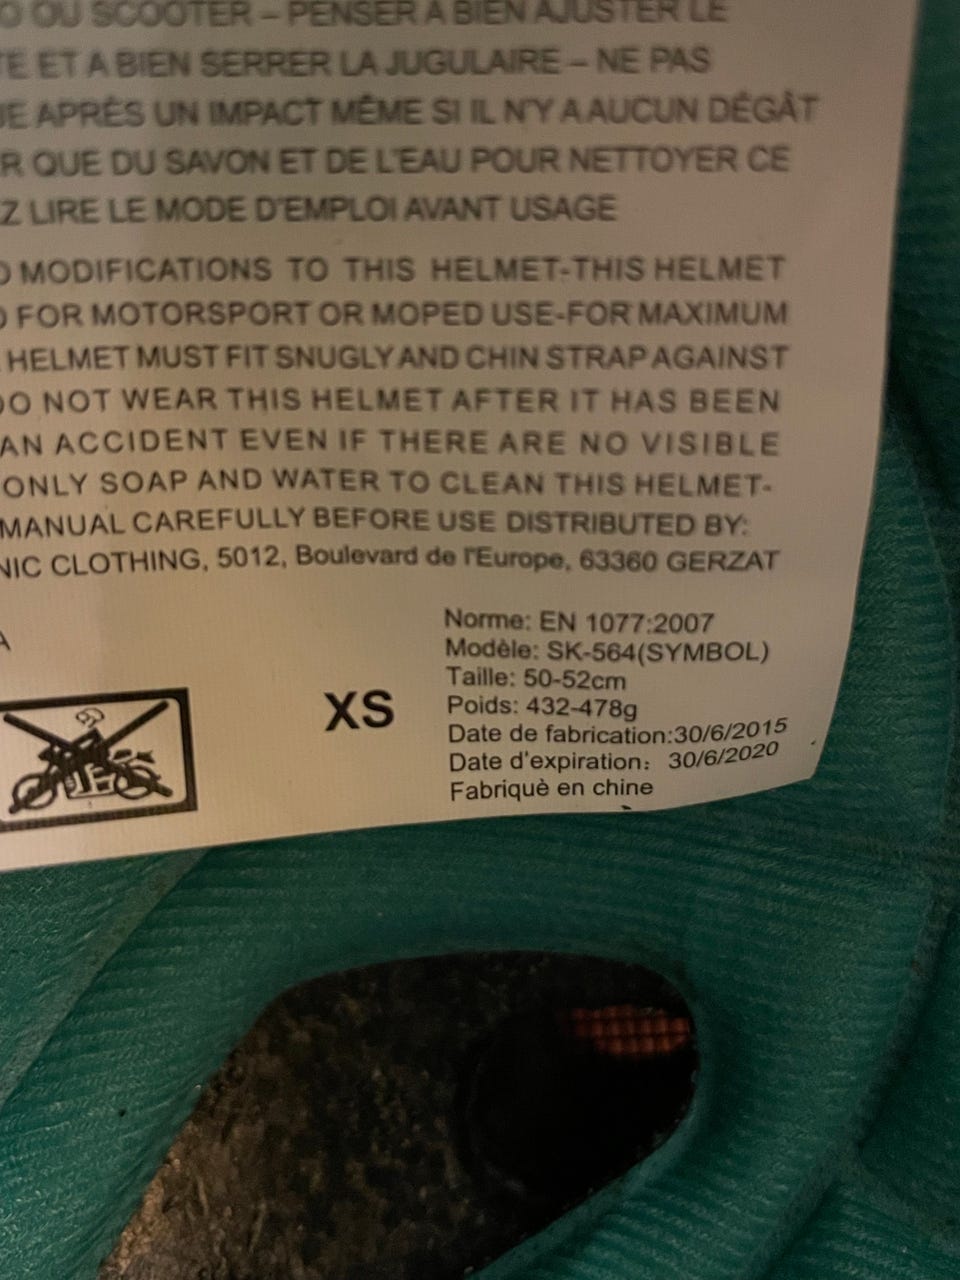 OU SCOOTER – PENSER A BIEN AJUSTER LE
TE ET A BIEN SERRER LA JUGULAIRE – NE PAS
UE APRÈS UN IMPACT MÊME SI IL N'Y A AUCUN DÉGÂT
R QUE DU SAVON ET DE L'EAU POUR NETTOYER CE
Z LIRE LE MODE D'EMPLOI AVANT USAGE
O MODIFICATIONS TO THIS HELMET-THIS HELMET
D FOR MOTORSPORT OR MOPED USE-FOR MAXIMUM
HELMET MUST FIT SNUGLY AND CHIN STRAP AGAINST
DO NOT WEAR THIS HELMET AFTER IT HAS BEEN
AN ACCIDENT EVEN IF THERE ARE NO VISIBLE
ONLY SOAP AND WATER TO CLEAN THIS HELMET-
MANUAL CAREFULLY BEFORE USE DISTRIBUTED BY:
NIC CLOTHING, 5012, Boulevard de l'Europe, 63360 GERZAT
A
XS
Norme: EN 1077:2007
Modèle: SK-564(SYMBOL)
Taille: 50-52cm
Poids: 432-478g
Date de fabrication:30/6/2015
Date d'expiration: 30/6/2020
Fabriquè en chine